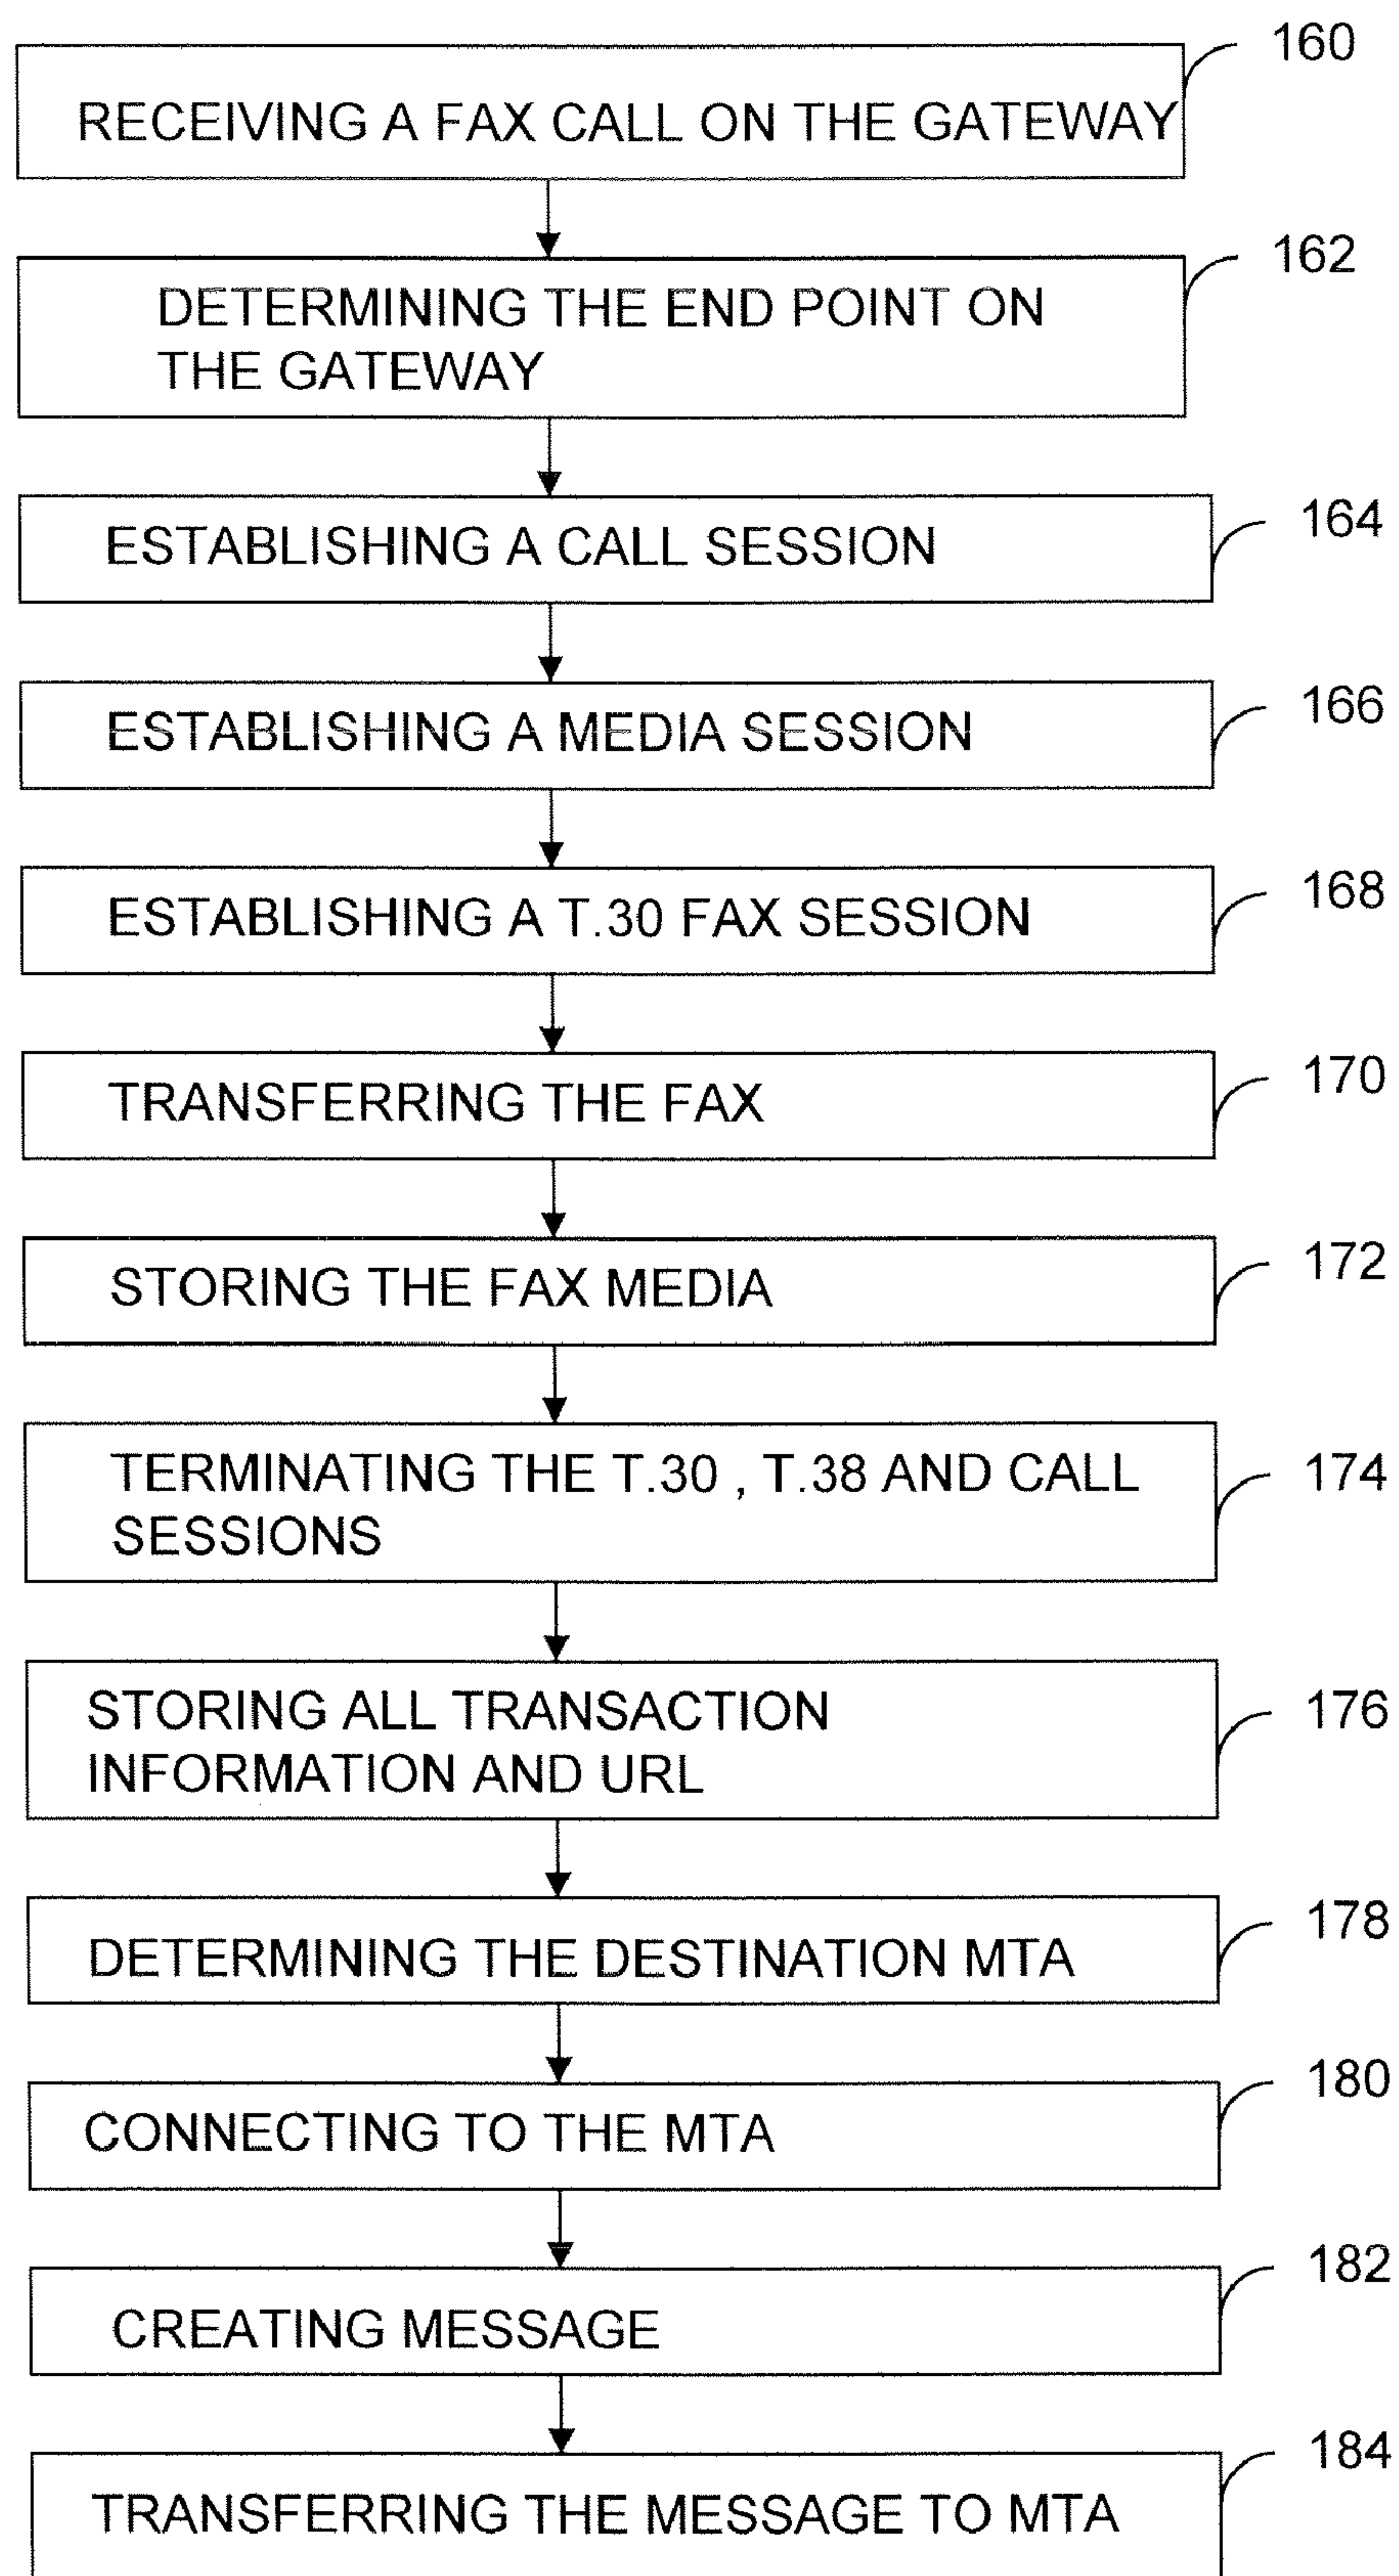 160
RECEIVING A FAX CALL ON THE GATEWAY
162
DETERMINING THE END POINT ON
THE GATEWAY
164
ESTABLISHING A CALL SESSION
166
ESTABLISHING A MEDIA SESSION
168
ESTABLISHING A T.30 FAX SESSION
170
TRANSFERRING THE FAX
172
STORING THE FAX MEDIA
174
TERMINATING THE T.30 , T.38 AND CALL
SESSIONS
176
STORING ALL TRANSACTION
INFORMATION AND URL
178
DETERMINING THE DESTINATION MTA
180
CONNECTING TO THE MTA
182
CREATING MESSAGE
184
TRANSFERRING THE MESSAGE TO MTA